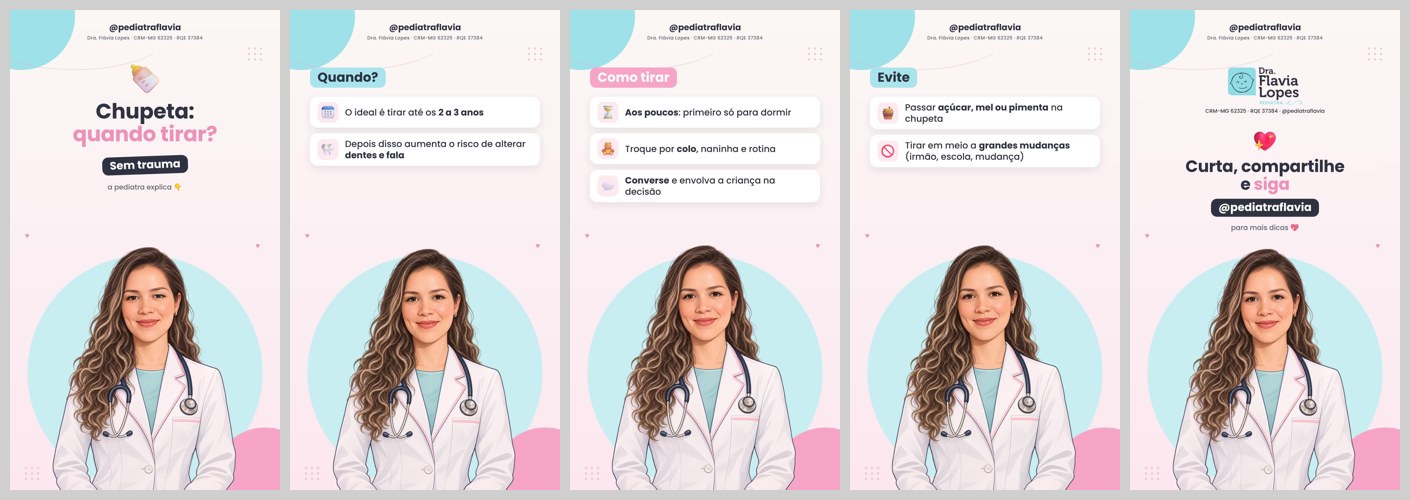 @pediatraflavia
Dra. Flávia Lopes · CRM-MG 62325 · RQE 37384
Chupeta:
quando tirar?
Sem trauma
a pediatra explica 👇
@pediatraflavia
Dra. Flávia Lopes · CRM-MG 62325 · RQE 37384
Quando?
O ideal é tirar até os 2 a 3 anos
Depois disso aumenta o risco de alterar
dentes e fala
@pediatraflavia
Dra. Flávia Lopes · CRM-MG 62325 · RQE 37384
Como tirar
Aos poucos: primeiro só para dormir
Troque por colo, naninha e rotina
Converse e envolva a criança na
decisão
@pediatraflavia
Dra. Flávia Lopes · CRM-MG 62325 · RQE 37384
Evite
Passar açúcar, mel ou pimenta na
chupeta
Tirar em meio a grandes mudanças
(irmão, escola, mudança)
@pediatraflavia
Dra. Flávia Lopes · CRM-MG 62325 · RQE 37384
Dra.
Flavia
Lopes
PEDIATRA
CRM-MG 62325 · RQE 37384 · @pediatraflavia
Curta, compartilhe
e siga
@pediatraflavia
para mais dicas 💖